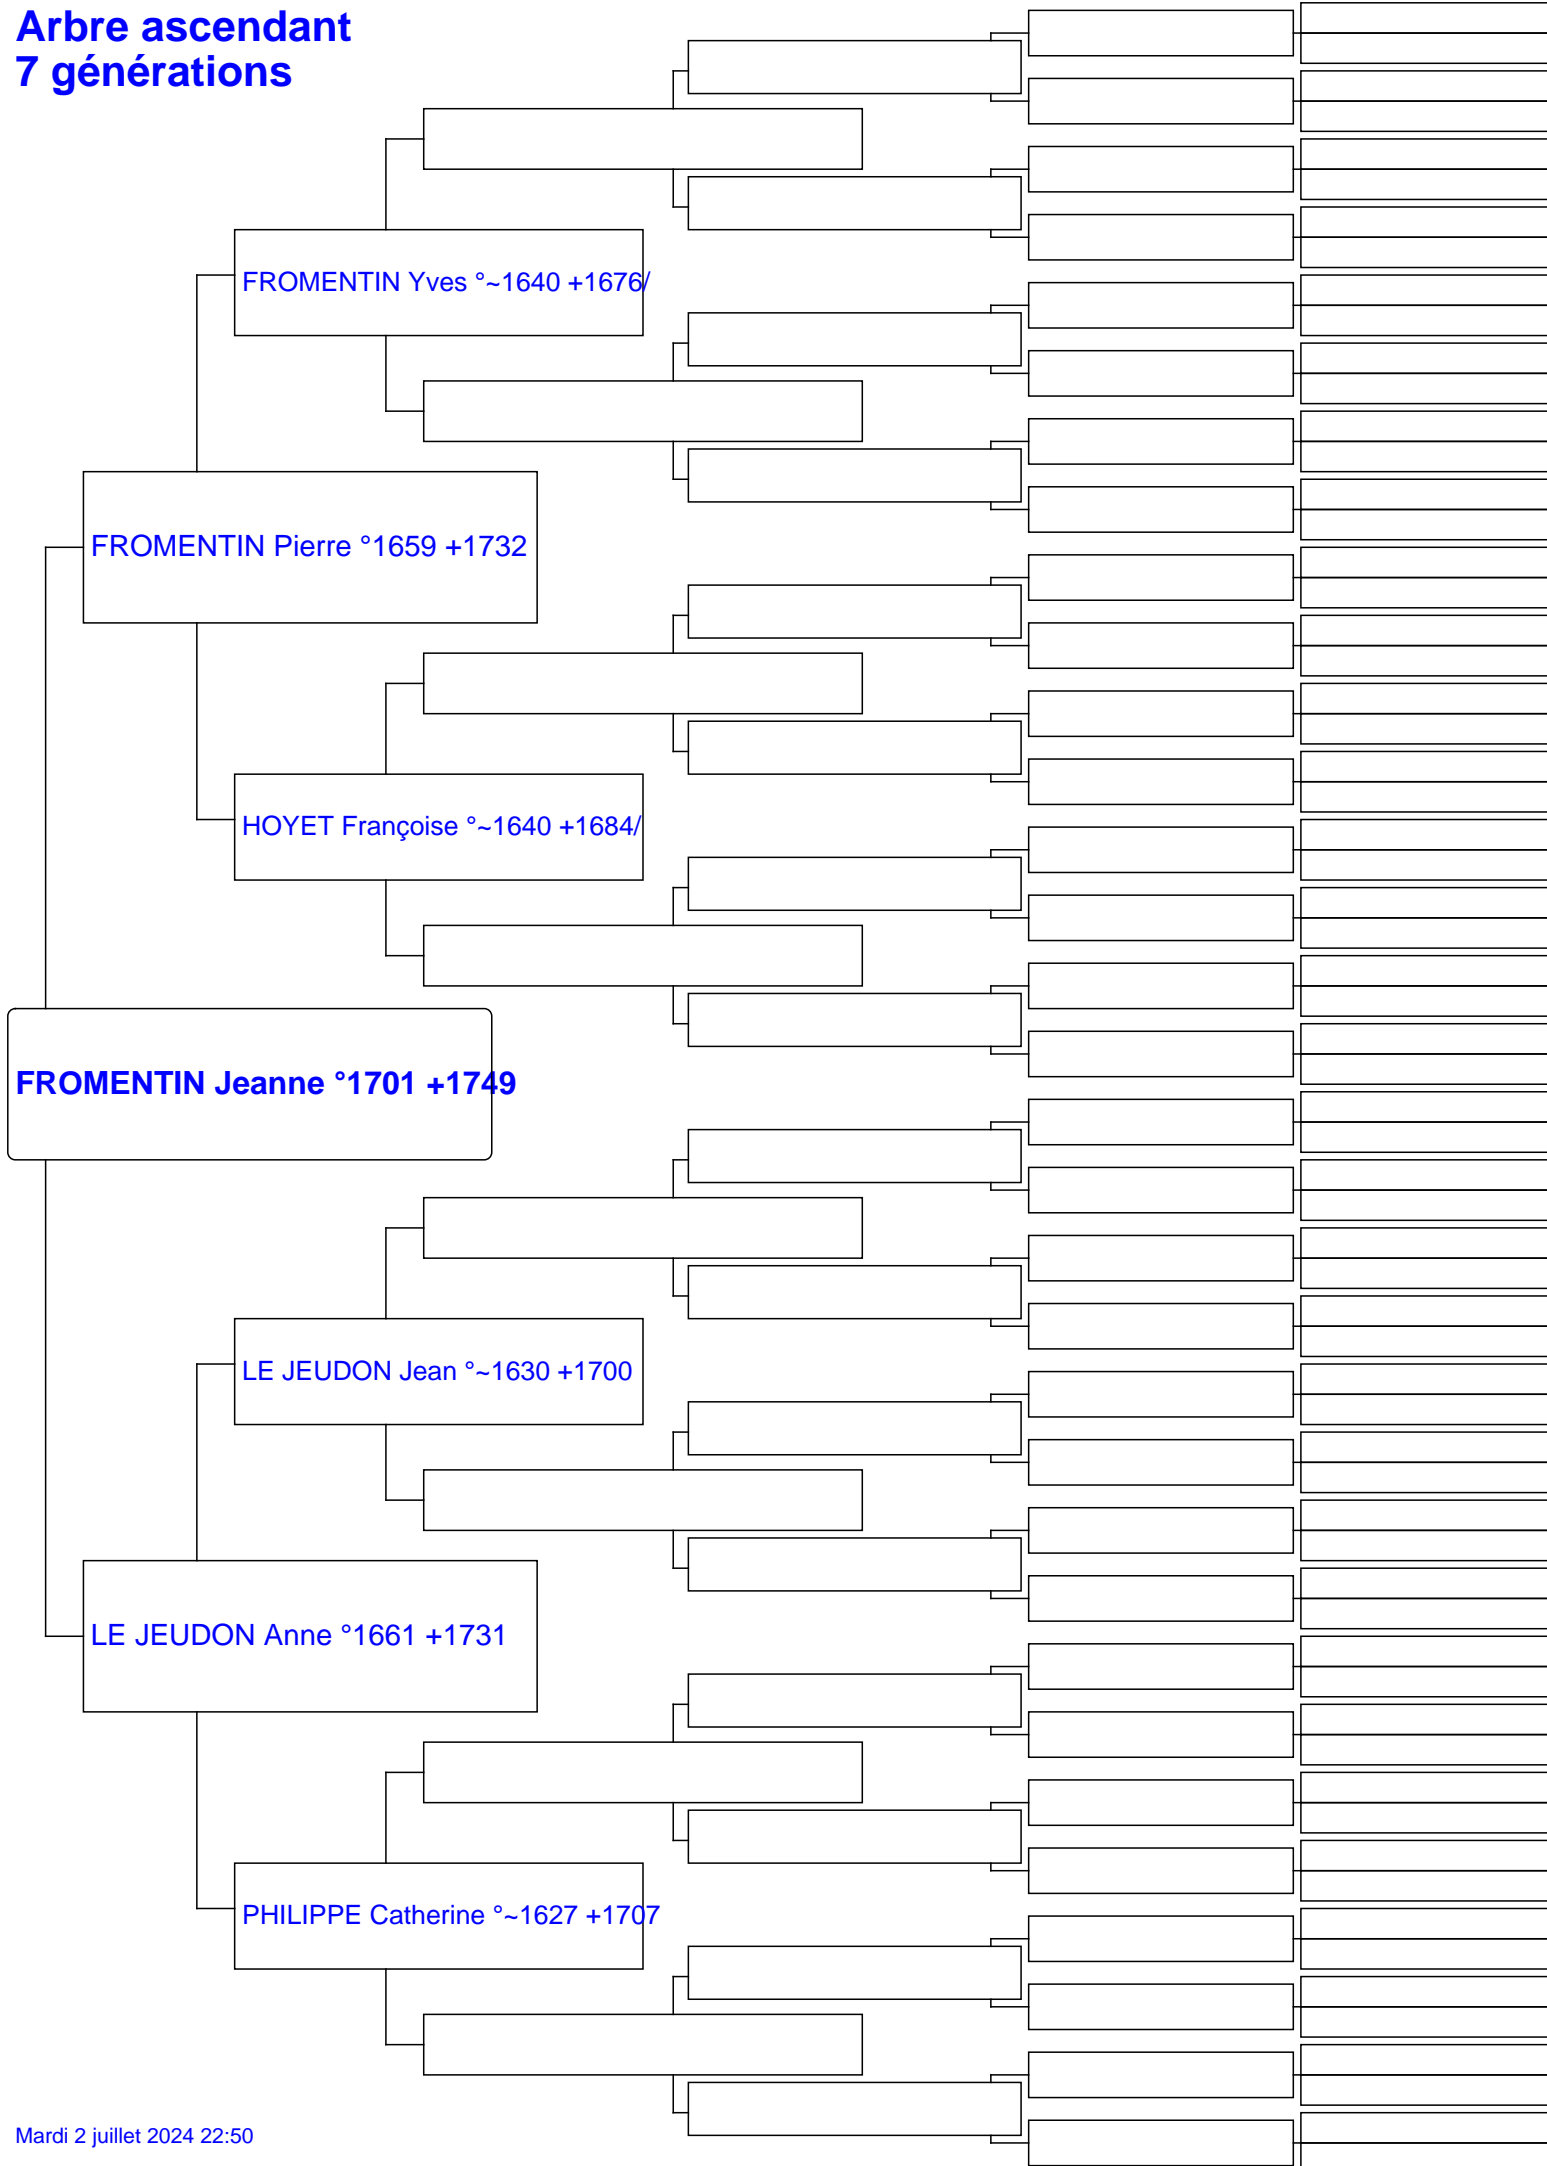 Arbre ascendant
7 générations
FROMENTIN Yves °~1640 +1676/
FROMENTIN Pierre °1659 +1732
HOYET Françoise °~1640 +1684/
FROMENTIN Jeanne °1701 +1749
LE JEUDON Jean °~1630 +1700
LE JEUDON Anne °1661 +1731
PHILIPPE Catherine °~1627 +1707
Mardi 2 juillet 2024 22:50